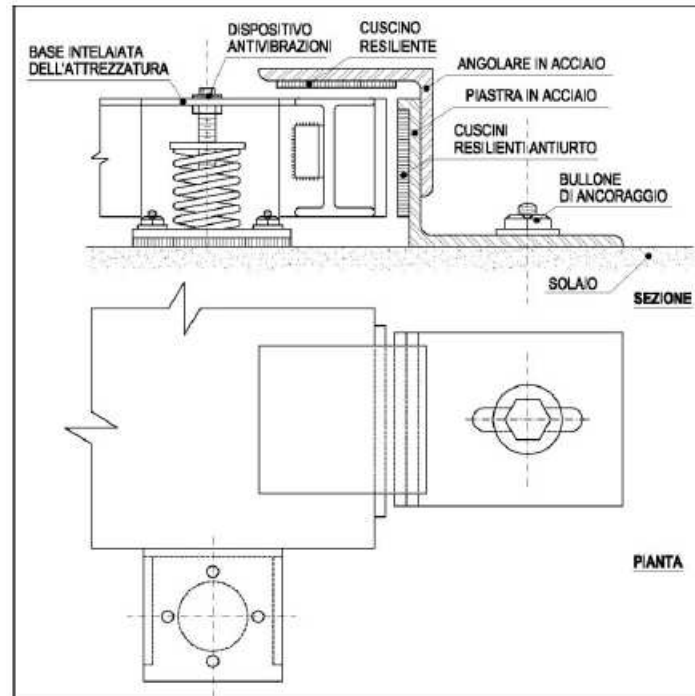 DISPOSITIVO
ANTIVIBRAZIONI
CUSCINO
RESILIENTE
BASE INTELAIATA
DELL'ATTREZZATURA
ANGOLARE IN ACCIAIO
PIASTRA IN ACCIAIO
CUSCINI
RESILIENTI ANTIURTO
BULLONE
DI ANCORAGGIO
SOLAIO
SEZIONE
PIANTA